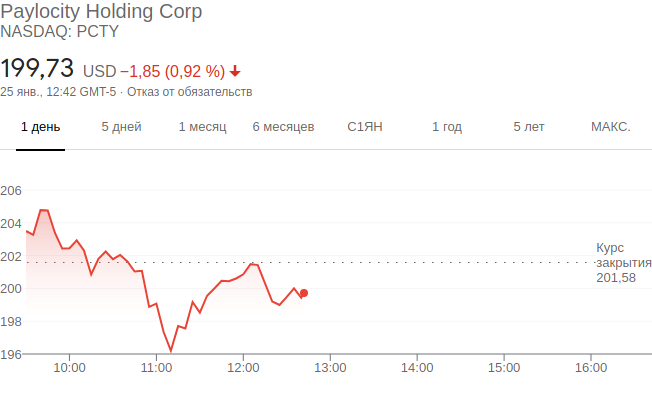 Paylocity Holding Corp
NASDAQ: PCTY
199,73 USD −1,85 (0,92 %)
25 янв., 12:42 GMT-5 · Отказ от обязательств
1 день 5 дней 1 месяц 6 месяцев С1ЯН 1 год 5 лет МАКС.
206
204
202
200
198
196
Курс
закрытия
201,58
10:00 11:00 12:00 13:00 14:00 15:00 16:00